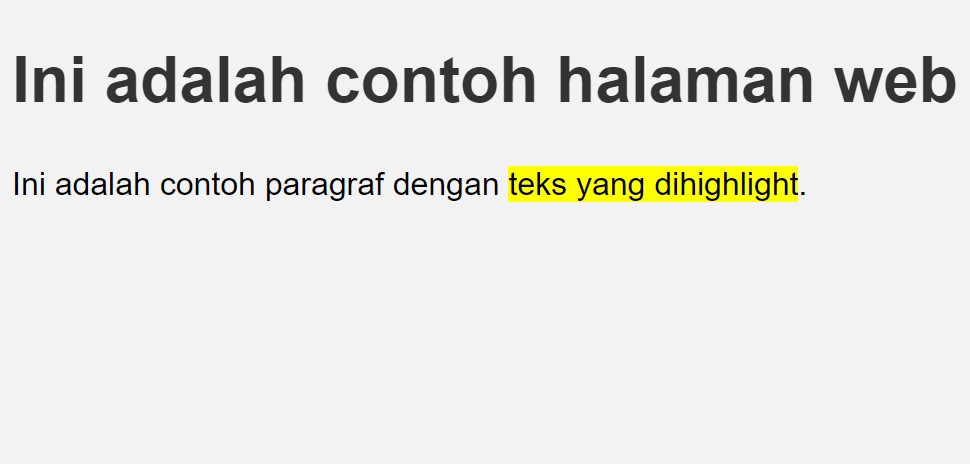 Ini adalah contoh halaman web
Ini adalah contoh paragraf dengan teks yang dihighlight.